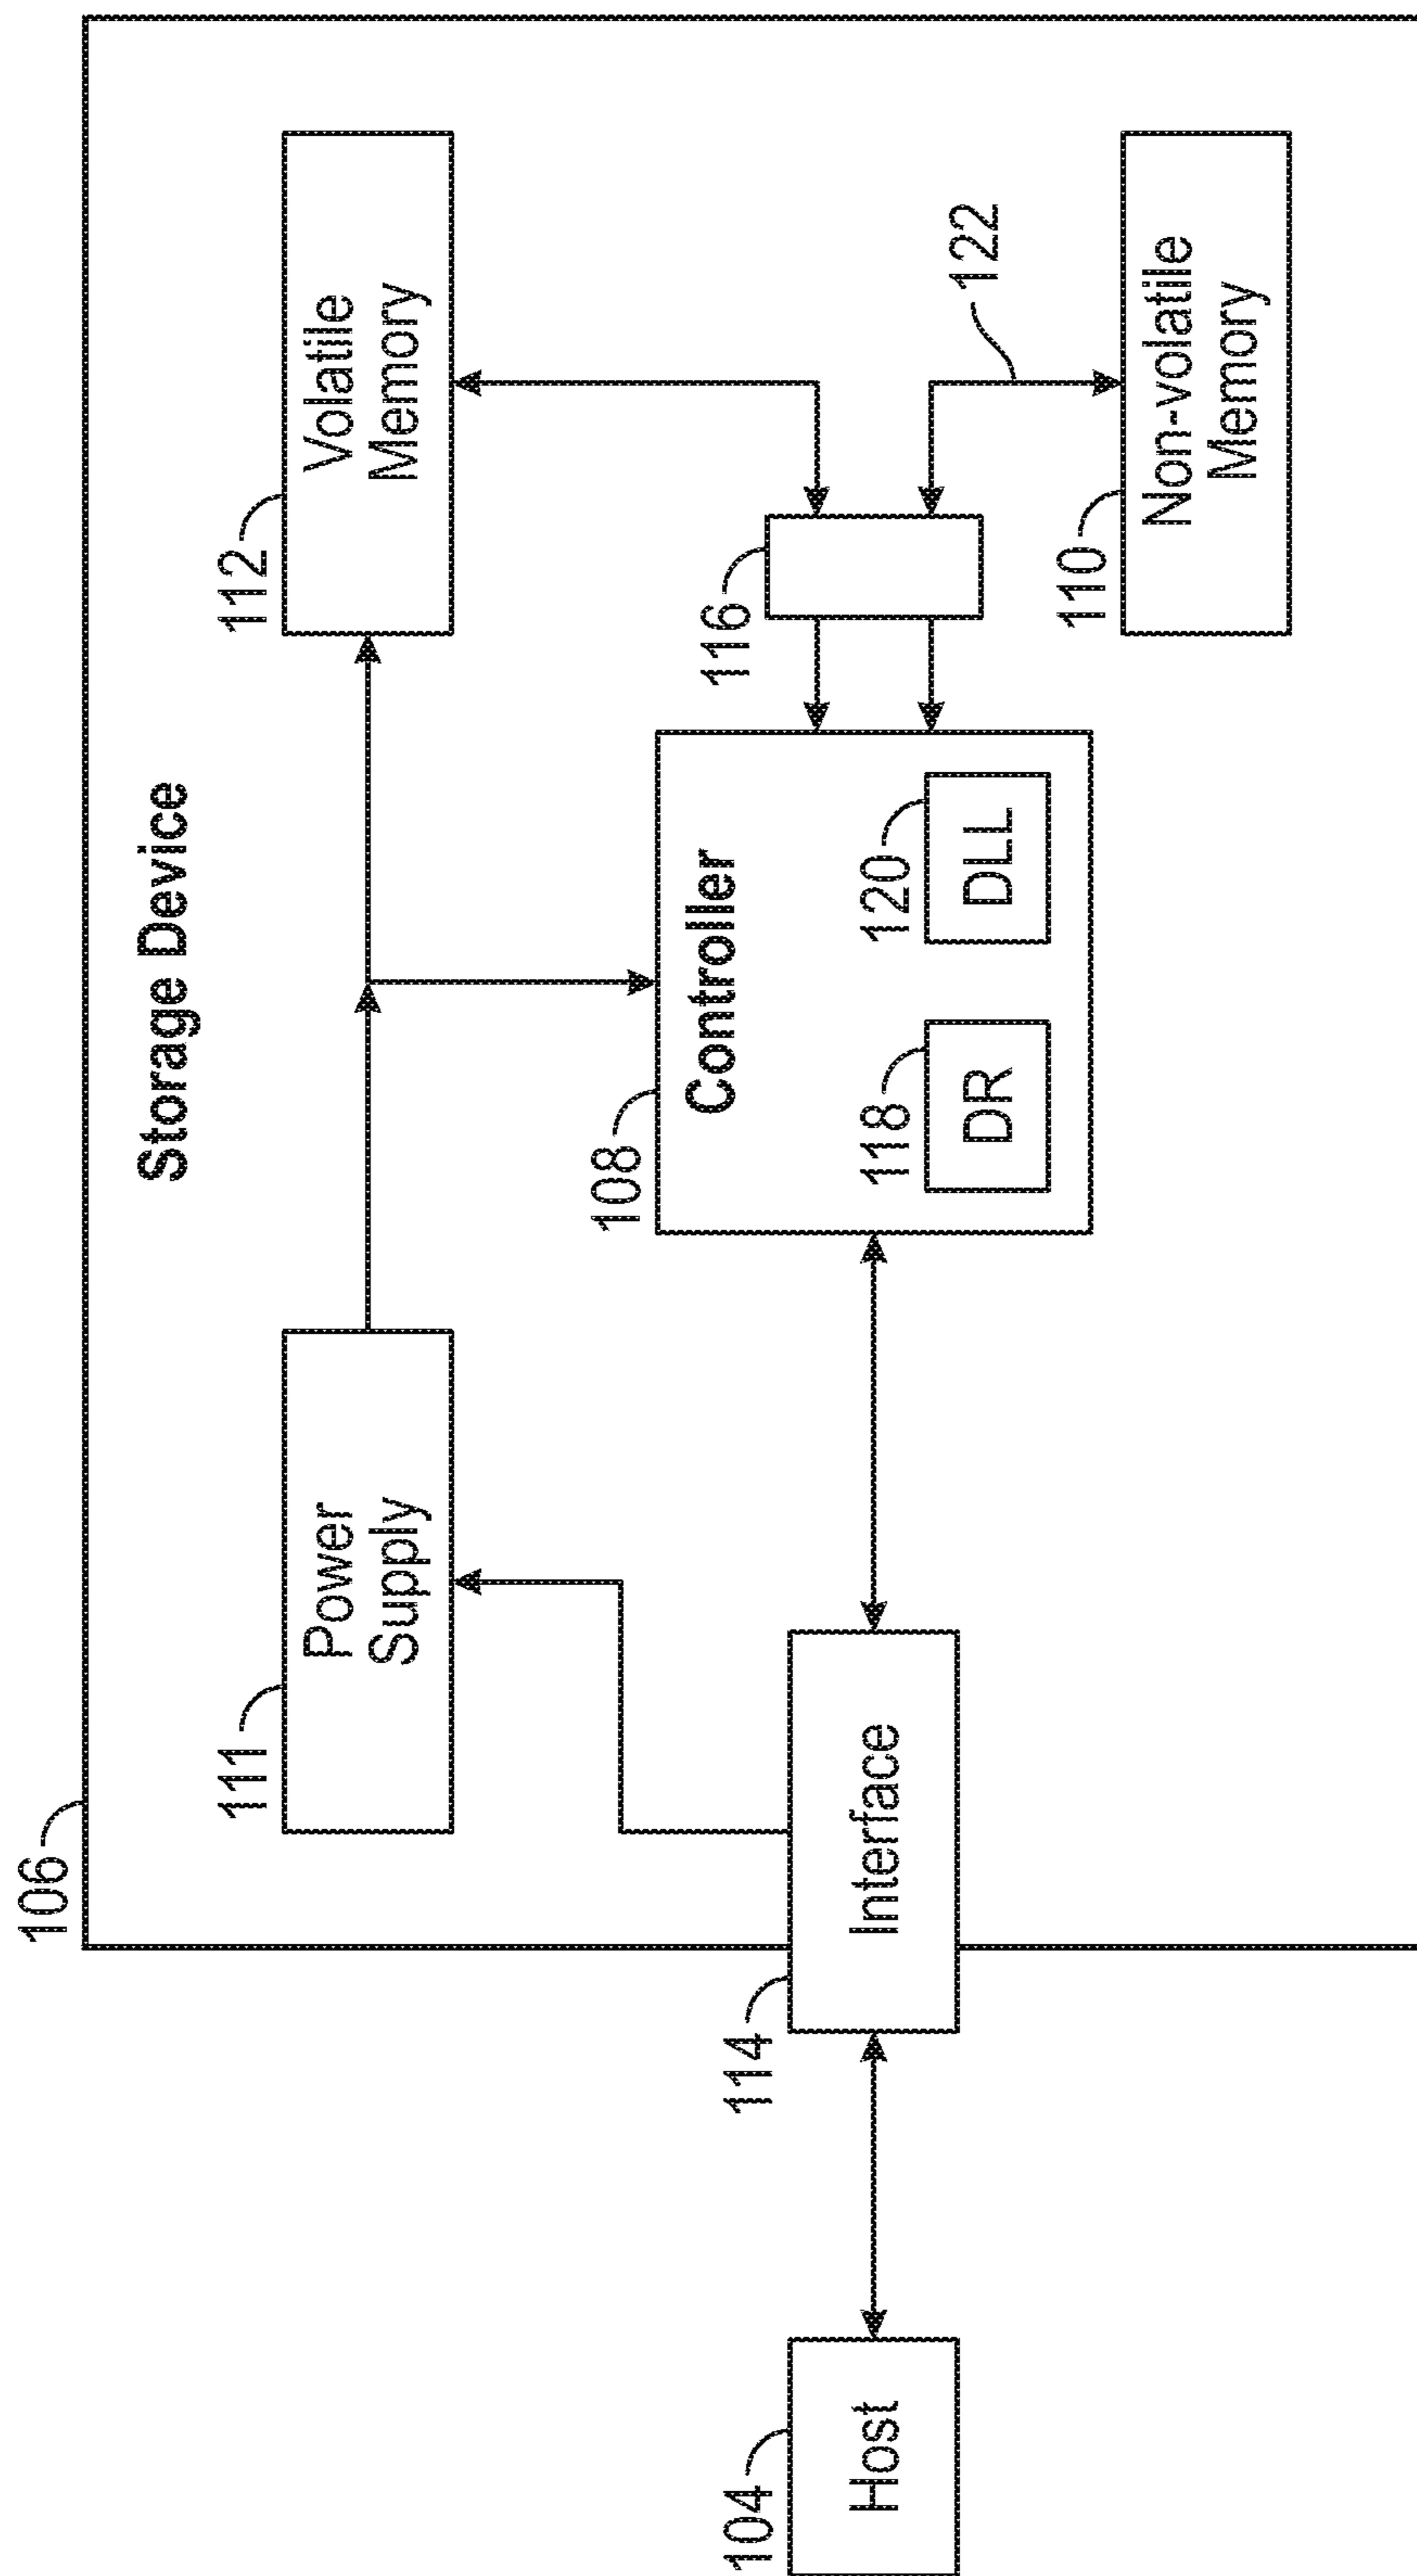 106
Storage Device
111
Power
Supply
112
Volatile
Memory
108
Controller
118
DR
120
DLL
116
122
104
Host
114
Interface
110
Non-volatile
Memory